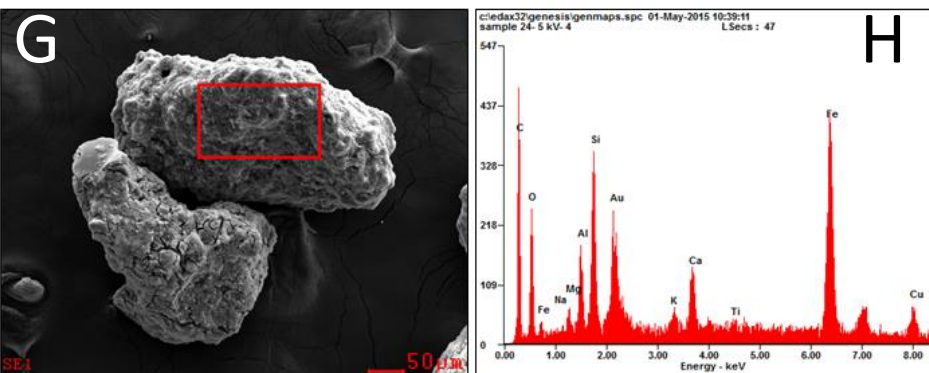 G
SE1
50µm
c:\edax32\genesis\genmaps.spc 01-May-2015 10:39:11
sample 24- 5 kV- 4
LSecs : 47
H
547
437
328
218
109
0
C
O
Fe
Na
Mg
Al
Si
Au
K
Ca
Ti
Fe
Cu
0.00 1.00 2.00 3.00 4.00 5.00 6.00 7.00 8.00
Energy - keV